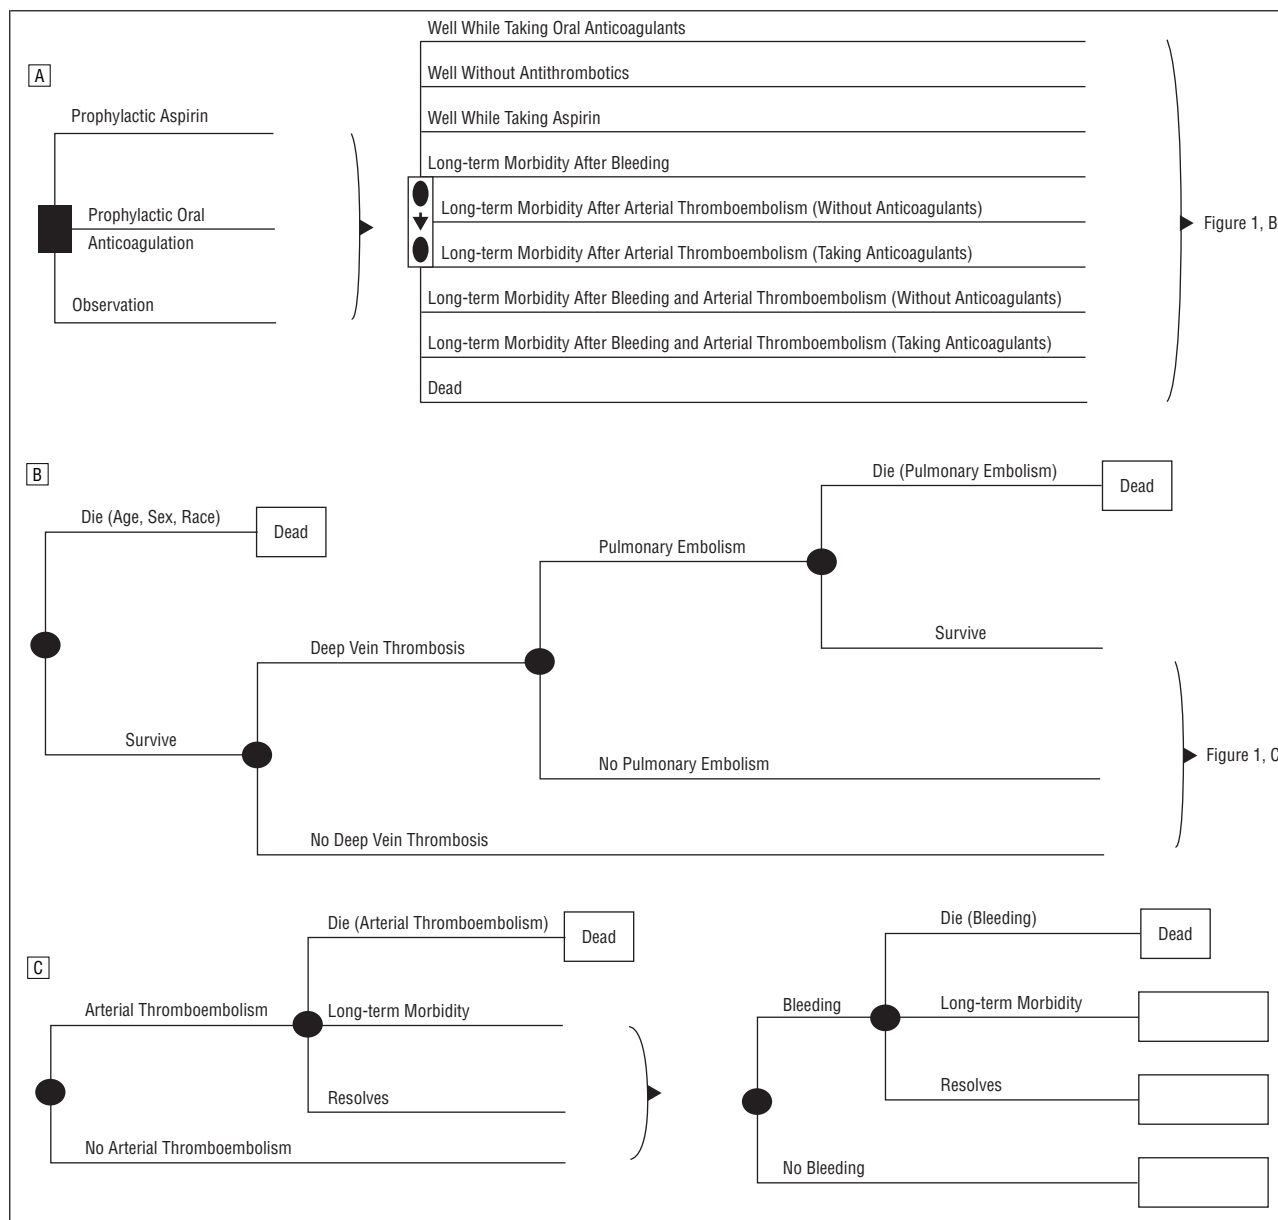 A
Prophylactic Aspirin
Prophylactic Oral
Anticoagulation
Observation
Well While Taking Oral Anticoagulants
Well Without Antithrombotics
Well While Taking Aspirin
Long-term Morbidity After Bleeding
Long-term Morbidity After Arterial Thromboembolism (Without Anticoagulants)
Long-term Morbidity After Arterial Thromboembolism (Taking Anticoagulants)
Long-term Morbidity After Bleeding and Arterial Thromboembolism (Without Anticoagulants)
Long-term Morbidity After Bleeding and Arterial Thromboembolism (Taking Anticoagulants)
Dead
Figure 1, B
B
Die (Age, Sex, Race)
Dead
Survive
Deep Vein Thrombosis
No Deep Vein Thrombosis
Pulmonary Embolism
No Pulmonary Embolism
Die (Pulmonary Embolism)
Dead
Survive
Figure 1, C
C
Arterial Thromboembolism
No Arterial Thromboembolism
Die (Arterial Thromboembolism)
Dead
Long-term Morbidity
Resolves
Bleeding
No Bleeding
Die (Bleeding)
Dead
Long-term Morbidity
Resolves